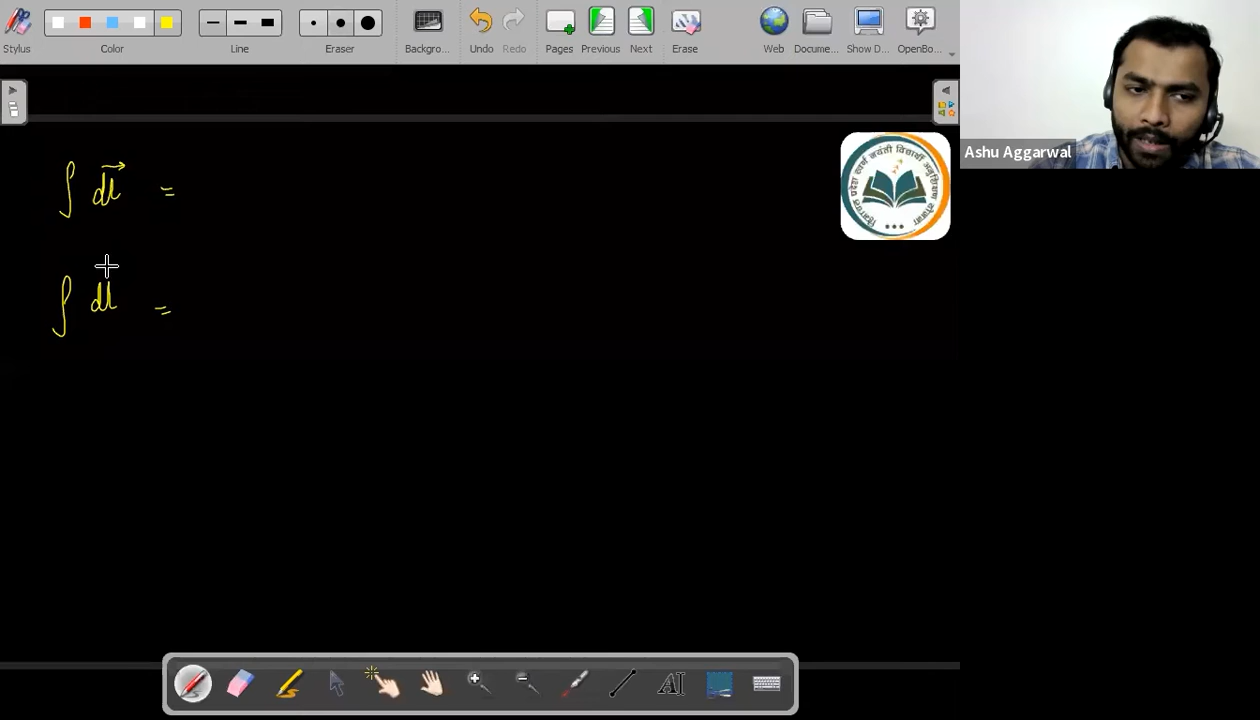 Stylus
Color
Line
Eraser
Backgro...
Undo
Redo
Pages
Previous
Next
Erase
Web
Docume...
Show D...
OpenBo...
Ashu Aggarwal
∫ d𝑙⃗ =
∫ d𝑙 =
AI